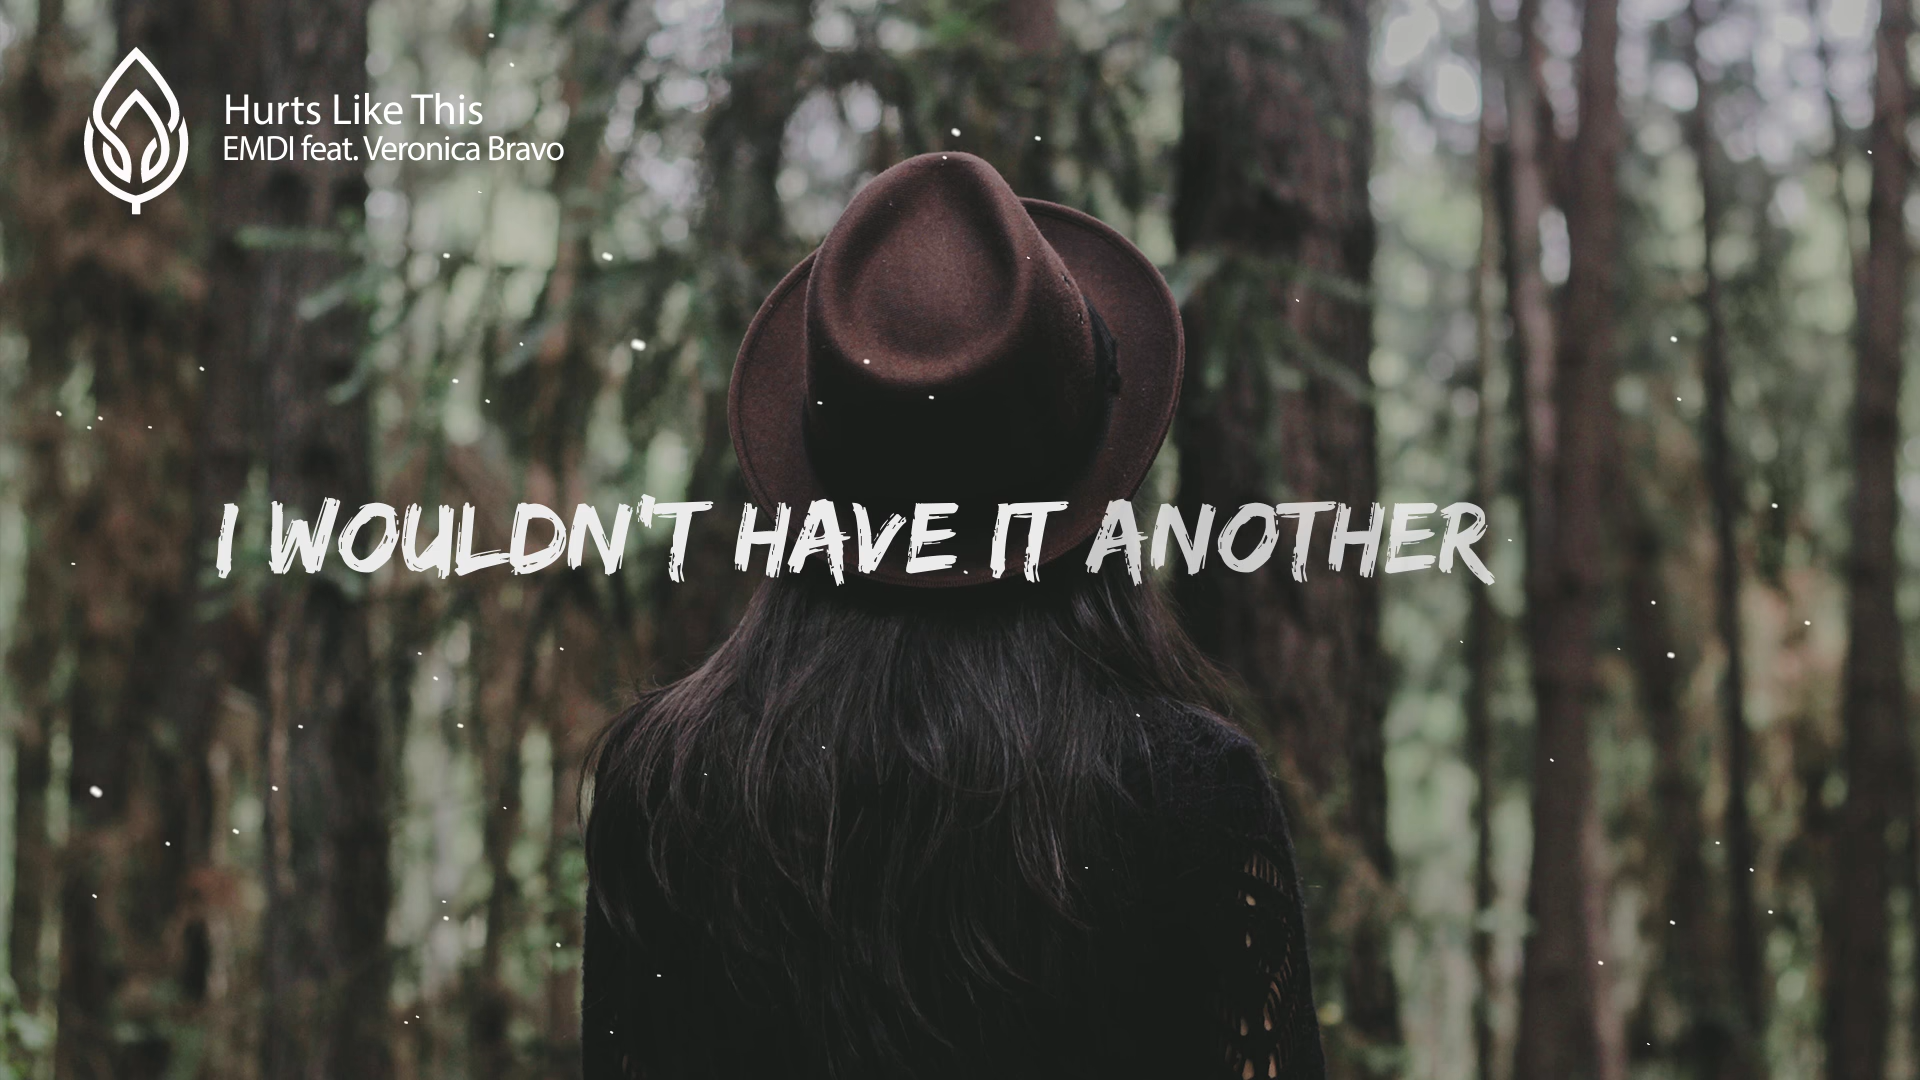 Hurts Like This
EMDI feat. Veronica Bravo
I WOULDN'T HAVE IT ANOTHER